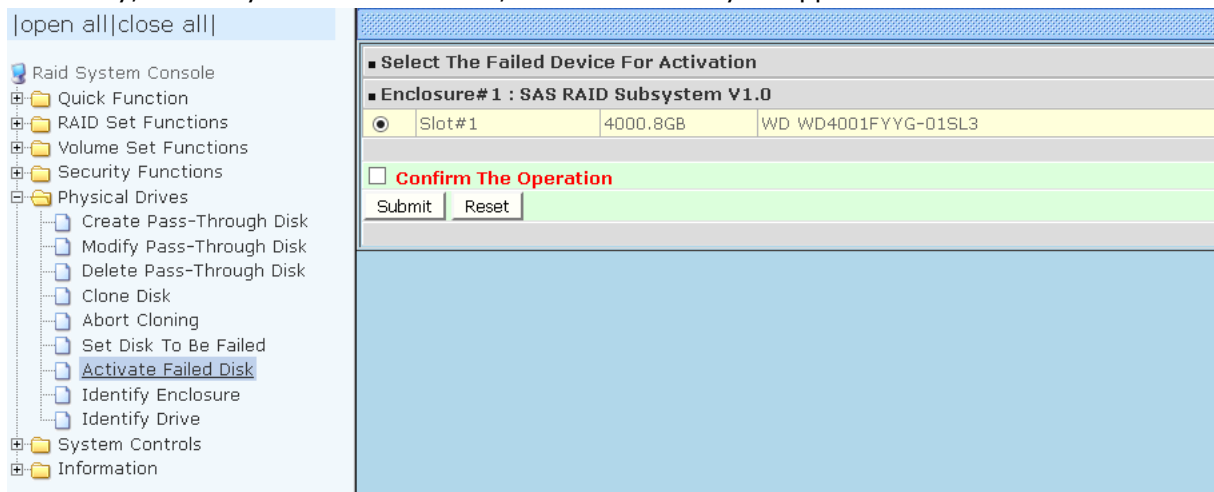 |open all|close all|
Raid System Console
Quick Function
RAID Set Functions
Volume Set Functions
Security Functions
Physical Drives
Create Pass-Through Disk
Modify Pass-Through Disk
Delete Pass-Through Disk
Clone Disk
Abort Cloning
Set Disk To Be Failed
Activate Failed Disk
Identify Enclosure
Identify Drive
System Controls
Information
Select The Failed Device For Activation
Enclosure#1 : SAS RAID Subsystem V1.0
Slot#1 4000.8GB WD WD4001FYYG-01SL3
Confirm The Operation
Submit Reset